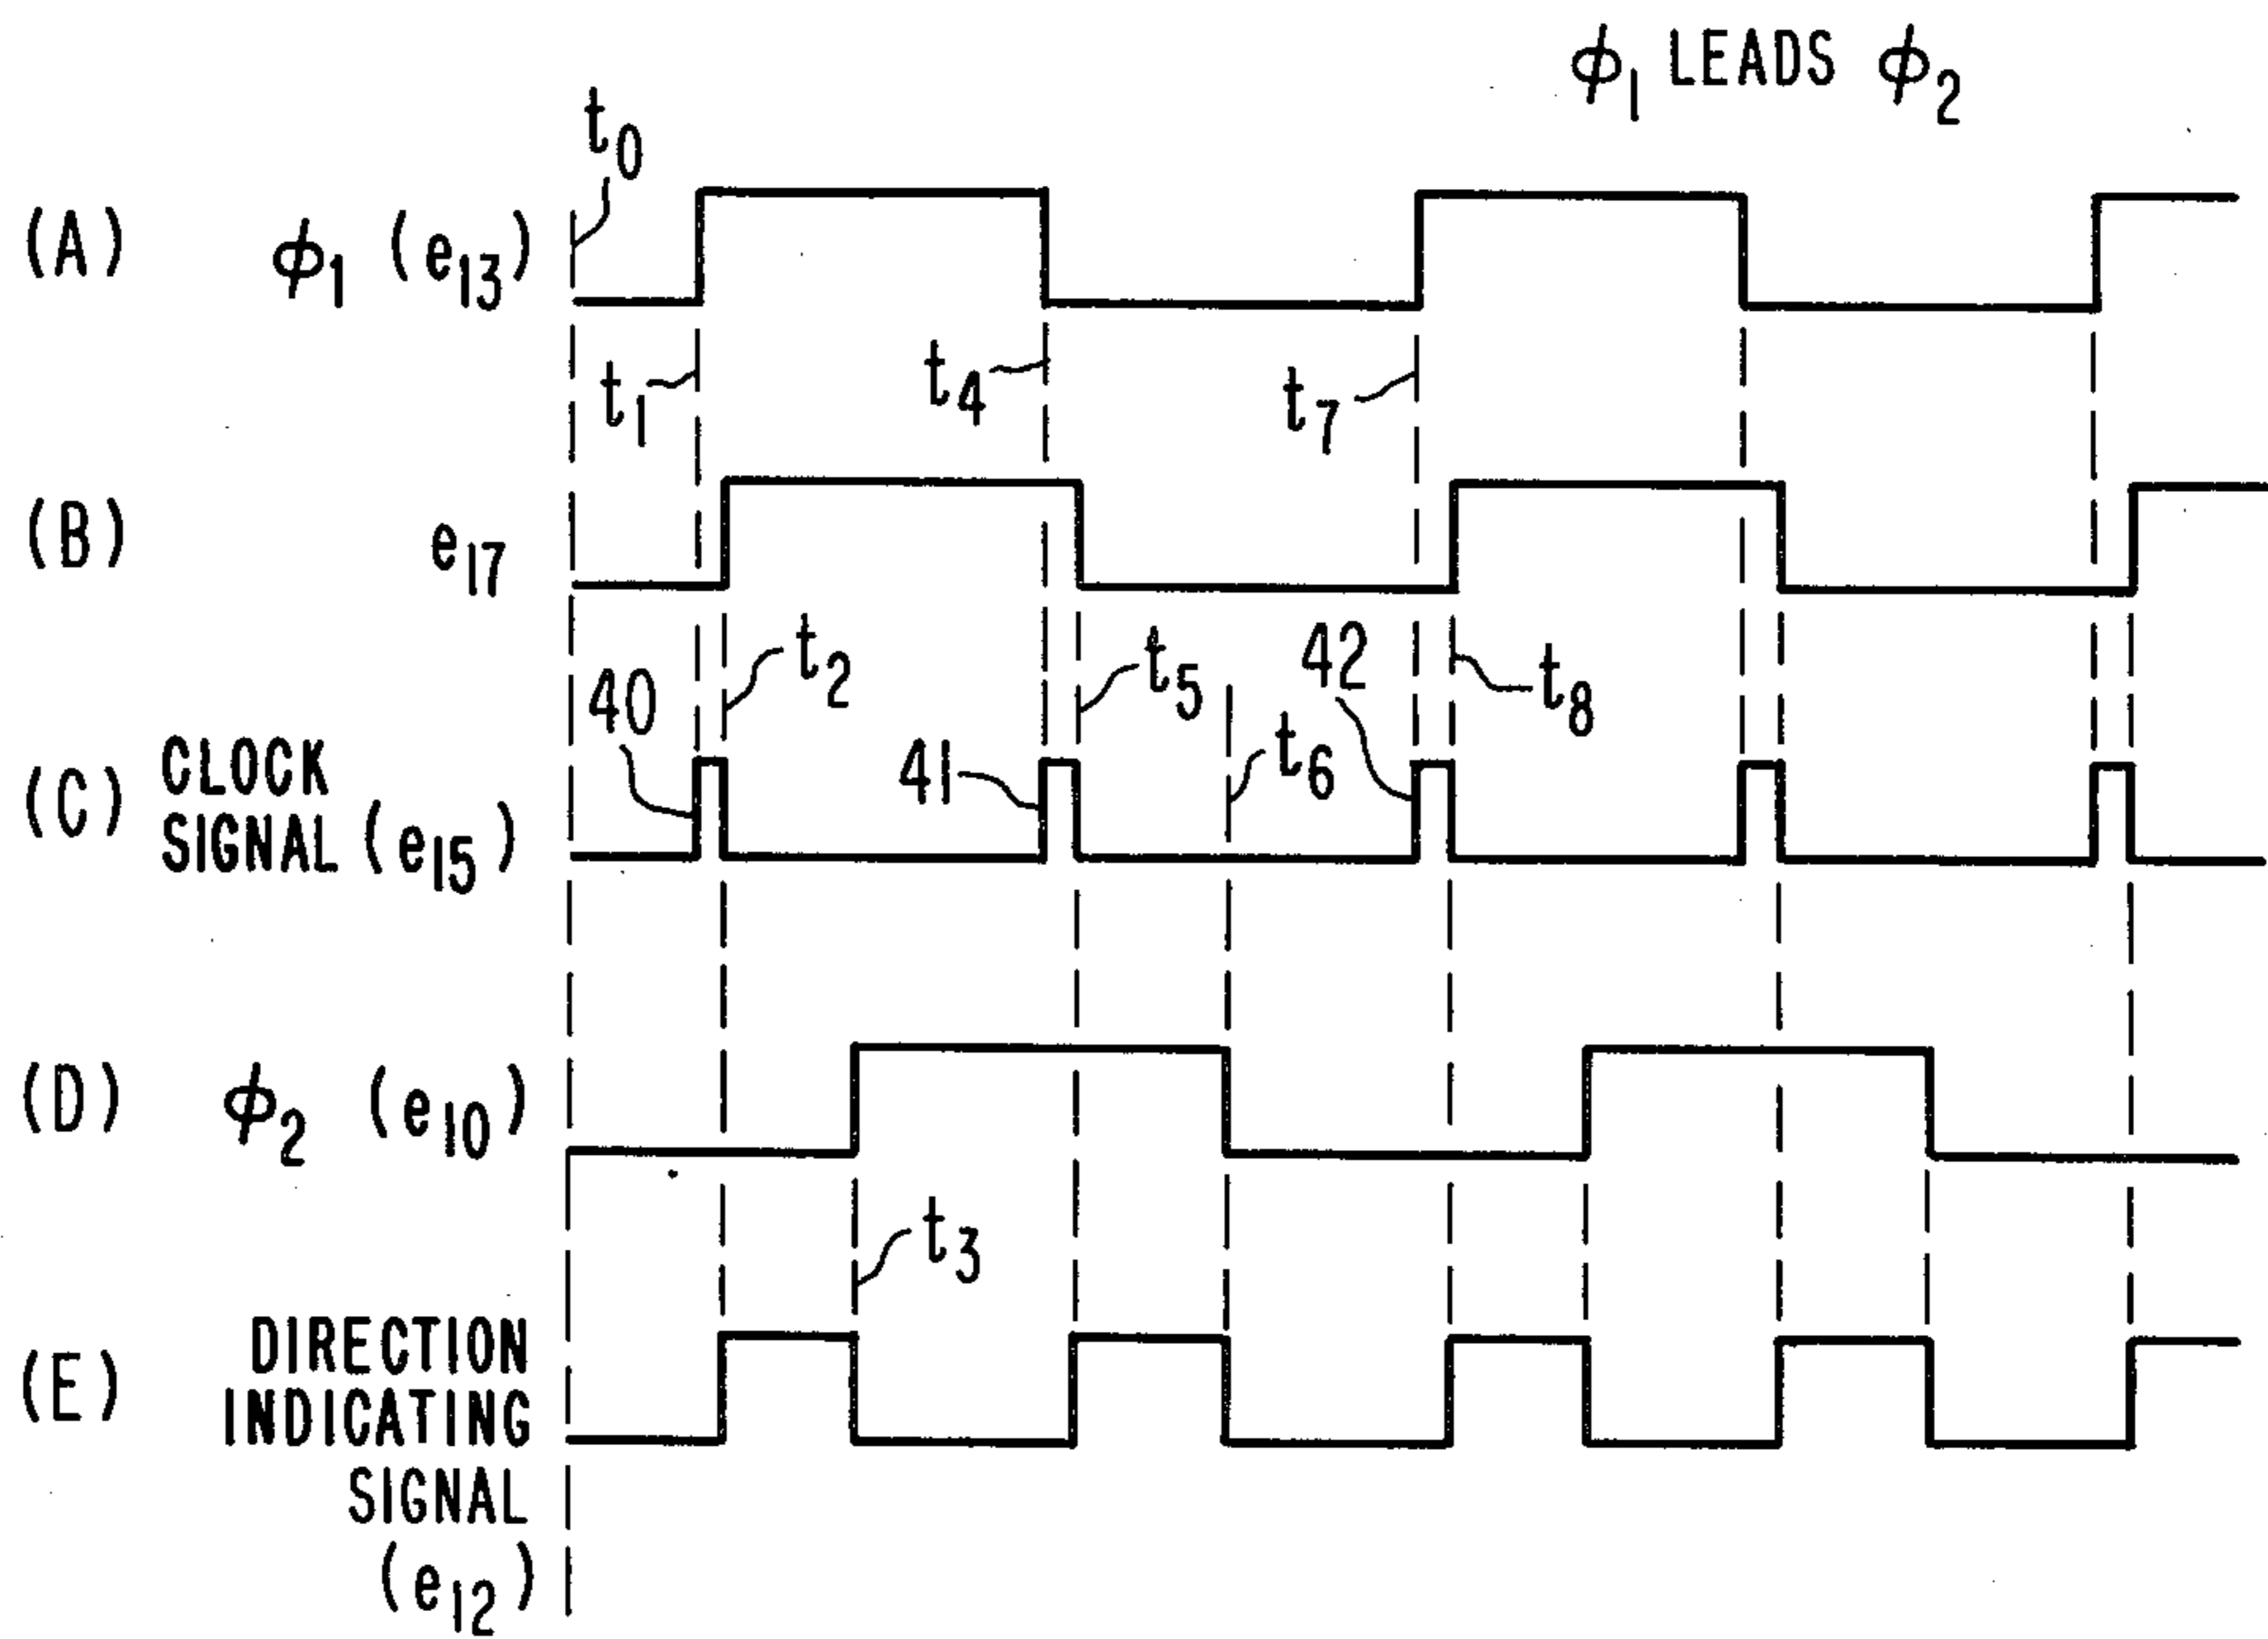 ϕ₁ LEADS ϕ₂
t₀
(A) ϕ₁ (e₁₃)
t₁
t₄
t₇
(B) e₁₇
t₂
t₅
t₆
t₈
40
41
42
(C) CLOCK
SIGNAL (e₁₅)
(D) ϕ₂ (e₁₀)
t₃
(E) DIRECTION
INDICATING
SIGNAL
(e₁₂)